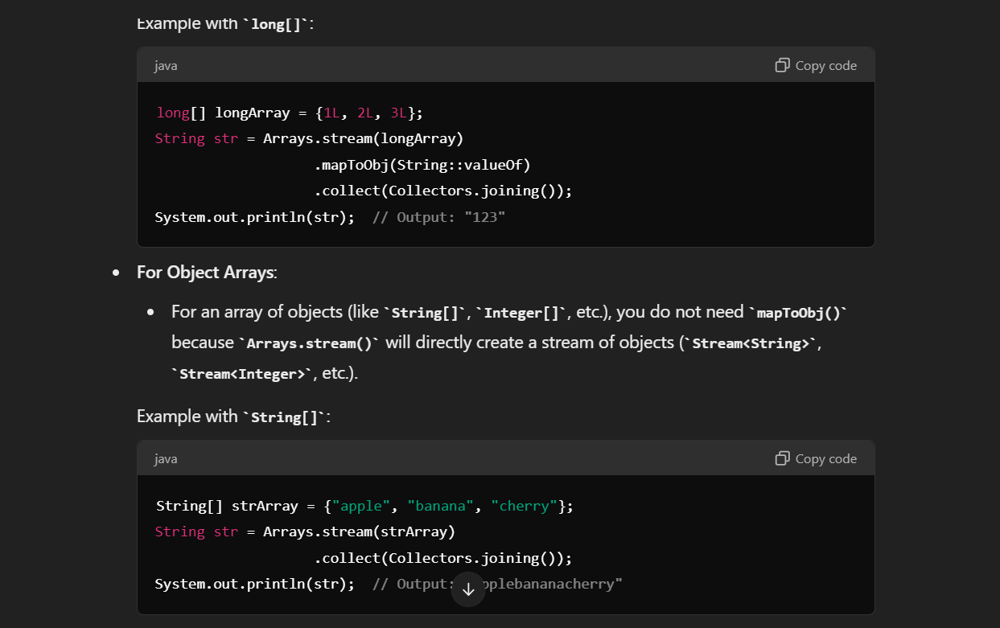 Example with `long[]`:
java
Copy code
long[] longArray = {1L, 2L, 3L};
String str = Arrays.stream(longArray)
.mapToObj(String::valueOf)
.collect(Collectors.joining());
System.out.println(str);  // Output: "123"
• For Object Arrays:
• For an array of objects (like `String[]`, `Integer[]`, etc.), you do not need `mapToObj()`
because `Arrays.stream()` will directly create a stream of objects (`Stream<String>`,
`Stream<Integer>`, etc.).
Example with `String[]`:
java
Copy code
String[] strArray = {"apple", "banana", "cherry"};
String str = Arrays.stream(strArray)
.collect(Collectors.joining());
System.out.println(str);  // Output: pplebananacherry"